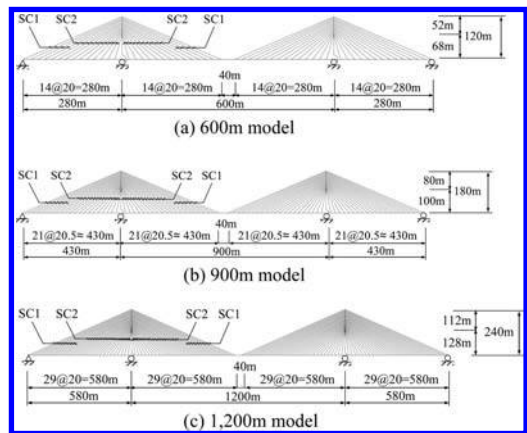 SC1 SC2 SC2 SC1
52m
68m
120m
40m
14@20=280m 14@20=280m 14@20=280m 14@20=280m
280m 600m 280m
(a) 600m model
SC1 SC2 SC2 SC1
80m
100m
180m
40m
21@20.5≈ 430m 21@20.5≈ 430m 21@20.5≈ 430m 21@20.5≈ 430m
430m 900m 430m
(b) 900m model
SC1 SC2 SC2 SC1
112m
128m
240m
40m
29@20=580m 29@20=580m 29@20=580m 29@20=580m
580m 1200m 580m
(c) 1,200m model